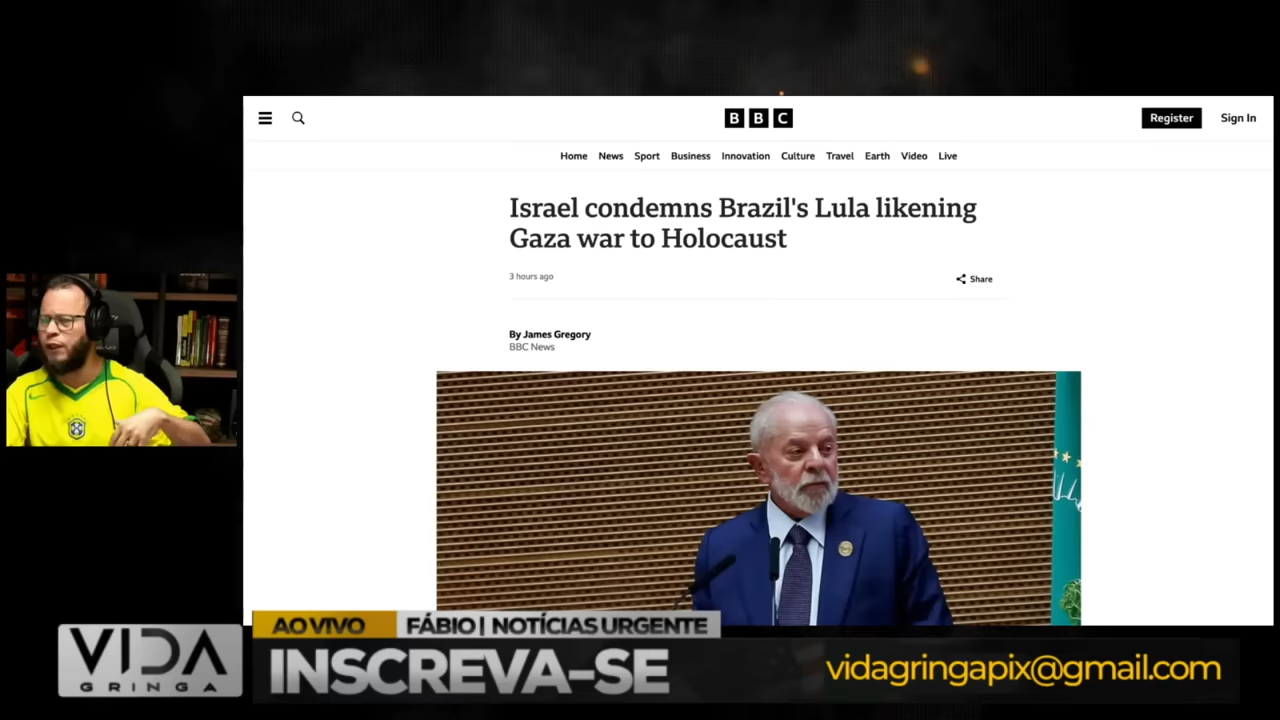 B B C
Register
Sign In
Home News Sport Business Innovation Culture Travel Earth Video Live
Israel condemns Brazil's Lula likening
Gaza war to Holocaust
3 hours ago
Share
By James Gregory
BBC News
AO VIVO
FÁBIO | NOTÍCIAS URGENTE
VIDA
GRINGA
INSCREVA-SE
vidagringapix@gmail.com